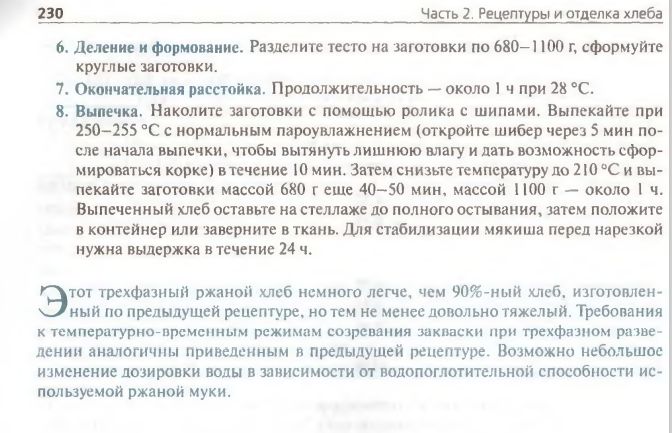 230 Часть 2. Рецептуры и отделка хлеба
6. Деление и формование. Разделите тесто на заготовки по 680–1100 г, сформуйте
круглые заготовки.
7. Окончательная расстойка. Продолжительность — около 1 ч при 28 °C.
8. Выпечка. Наколите заготовки с помощью ролика с шипами. Выпекайте при
250–255 °C с нормальным пароувлажнением (откройте шибер через 5 мин по-
сле начала выпечки, чтобы вытянуть лишнюю влагу и дать возможность сфор-
мироваться корке) в течение 10 мин. Затем снизьте температуру до 210 °C и вы-
пекайте заготовки массой 680 г еще 40–50 мин, массой 1100 г — около 1 ч.
Выпеченный хлеб оставьте на стеллаже до полного остывания, затем положите
в контейнер или заверните в ткань. Для стабилизации мякиша перед нарезкой
нужна выдержка в течение 24 ч.
Этот трехфазный ржаной хлеб немного легче, чем 90%-ный хлеб, изготовлен-
ный по предыдущей рецептуре, но тем не менее довольно тяжелый. Требования
к температурно-временным режимам созревания закваски при трехфазном разве-
дении аналогичны приведенным в предыдущей рецептуре. Возможно небольшое
изменение дозировки воды в зависимости от водопоглотительной способности ис-
пользуемой ржаной муки.